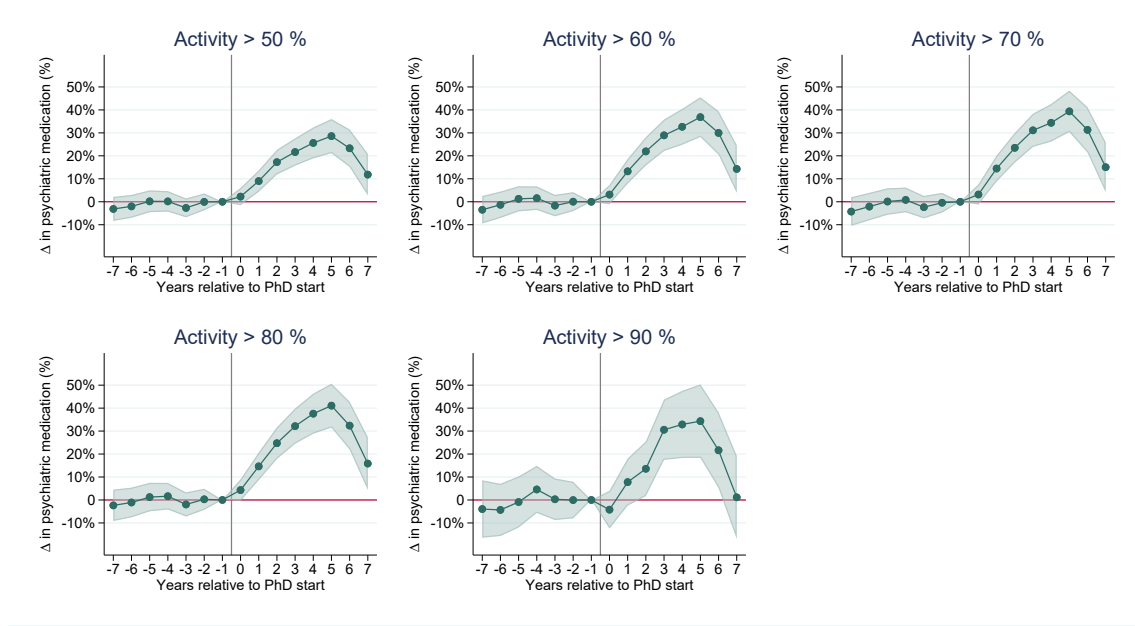 Activity > 50 %
Δ in psychiatric medication (%)
50%
40%
30%
20%
10%
0
-10%
-7 -6 -5 -4 -3 -2 -1 0 1 2 3 4 5 6 7
Years relative to PhD start
Activity > 60 %
Δ in psychiatric medication (%)
50%
40%
30%
20%
10%
0
-10%
-7 -6 -5 -4 -3 -2 -1 0 1 2 3 4 5 6 7
Years relative to PhD start
Activity > 70 %
Δ in psychiatric medication (%)
50%
40%
30%
20%
10%
0
-10%
-7 -6 -5 -4 -3 -2 -1 0 1 2 3 4 5 6 7
Years relative to PhD start
Activity > 80 %
Δ in psychiatric medication (%)
50%
40%
30%
20%
10%
0
-10%
-7 -6 -5 -4 -3 -2 -1 0 1 2 3 4 5 6 7
Years relative to PhD start
Activity > 90 %
Δ in psychiatric medication (%)
50%
40%
30%
20%
10%
0
-10%
-7 -6 -5 -4 -3 -2 -1 0 1 2 3 4 5 6 7
Years relative to PhD start